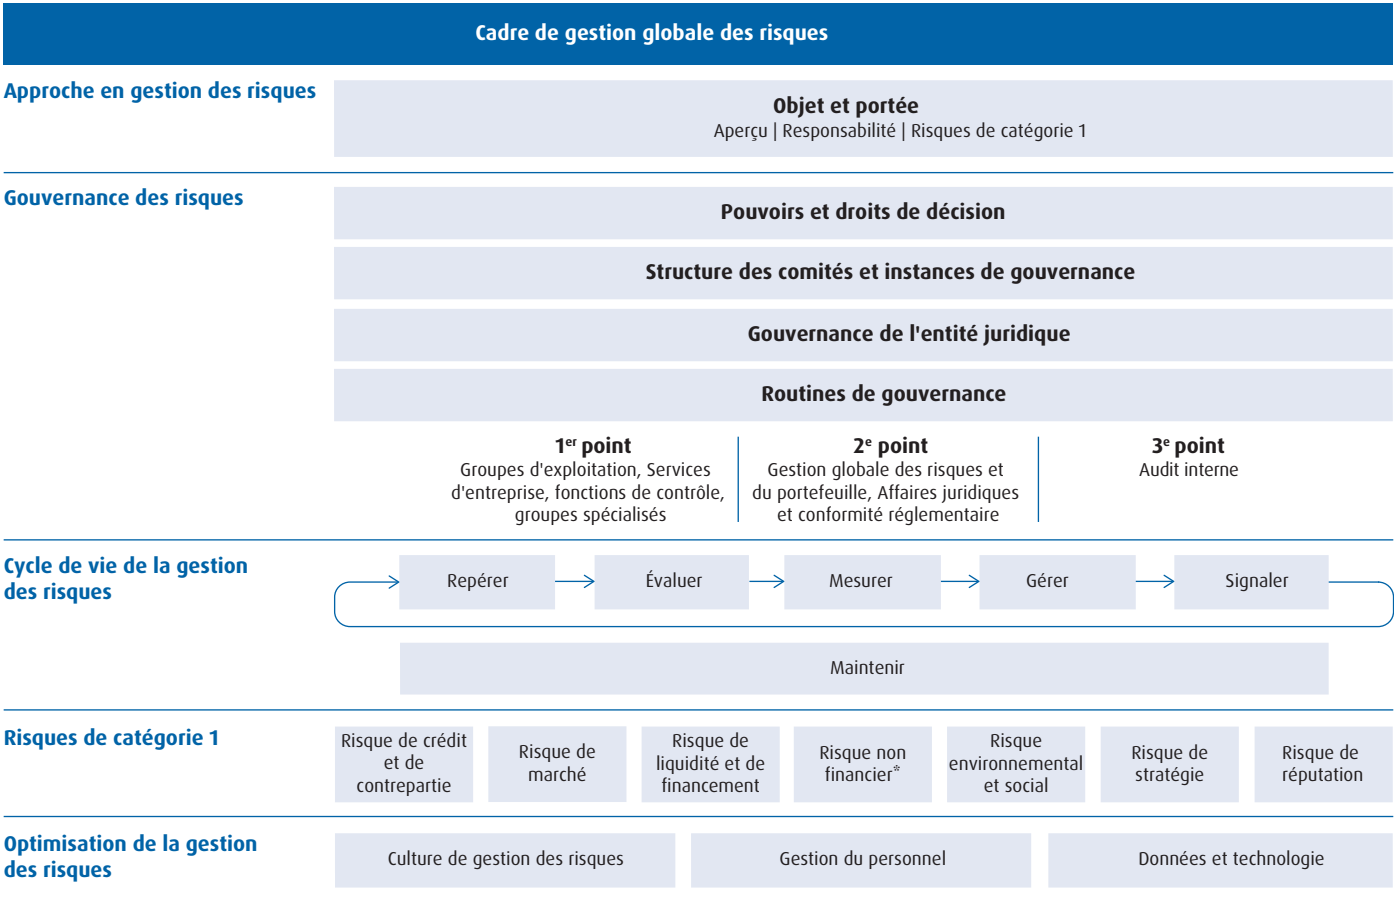 Cadre de gestion globale des risques
Approche en gestion des risques
Objet et portée
Aperçu | Responsabilité | Risques de catégorie 1
Gouvernance des risques
Pouvoirs et droits de décision
Structure des comités et instances de gouvernance
Gouvernance de l'entité juridique
Routines de gouvernance
1er point
Groupes d'exploitation, Services
d'entreprise, fonctions de contrôle,
groupes spécialisés
2e point
Gestion globale des risques et
du portefeuille, Affaires juridiques
et conformité réglementaire
3e point
Audit interne
Cycle de vie de la gestion
des risques
Repérer
Évaluer
Mesurer
Gérer
Signaler
Maintenir
Risques de catégorie 1
Risque de crédit
et de
contrepartie
Risque de
marché
Risque de
liquidité et de
financement
Risque non
financier*
Risque
environnemental
et social
Risque de
stratégie
Risque de
réputation
Optimisation de la gestion
des risques
Culture de gestion des risques
Gestion du personnel
Données et technologie